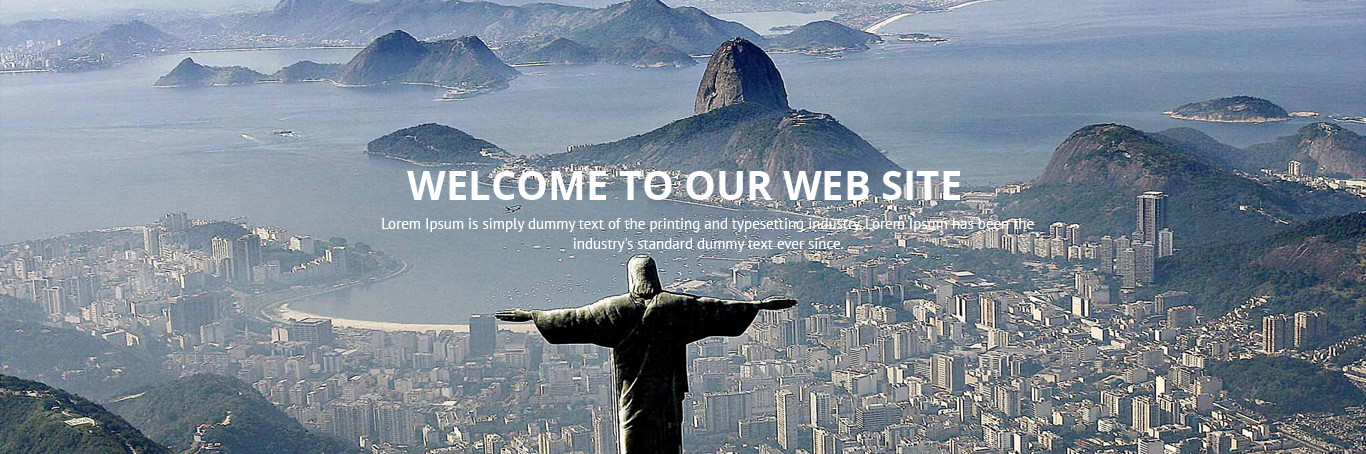 WELCOME TO OUR WEB SITE
Lorem Ipsum is simply dummy text of the printing and typesetting industry.Lorem Ipsum has been the
industry's standard dummy text ever since.